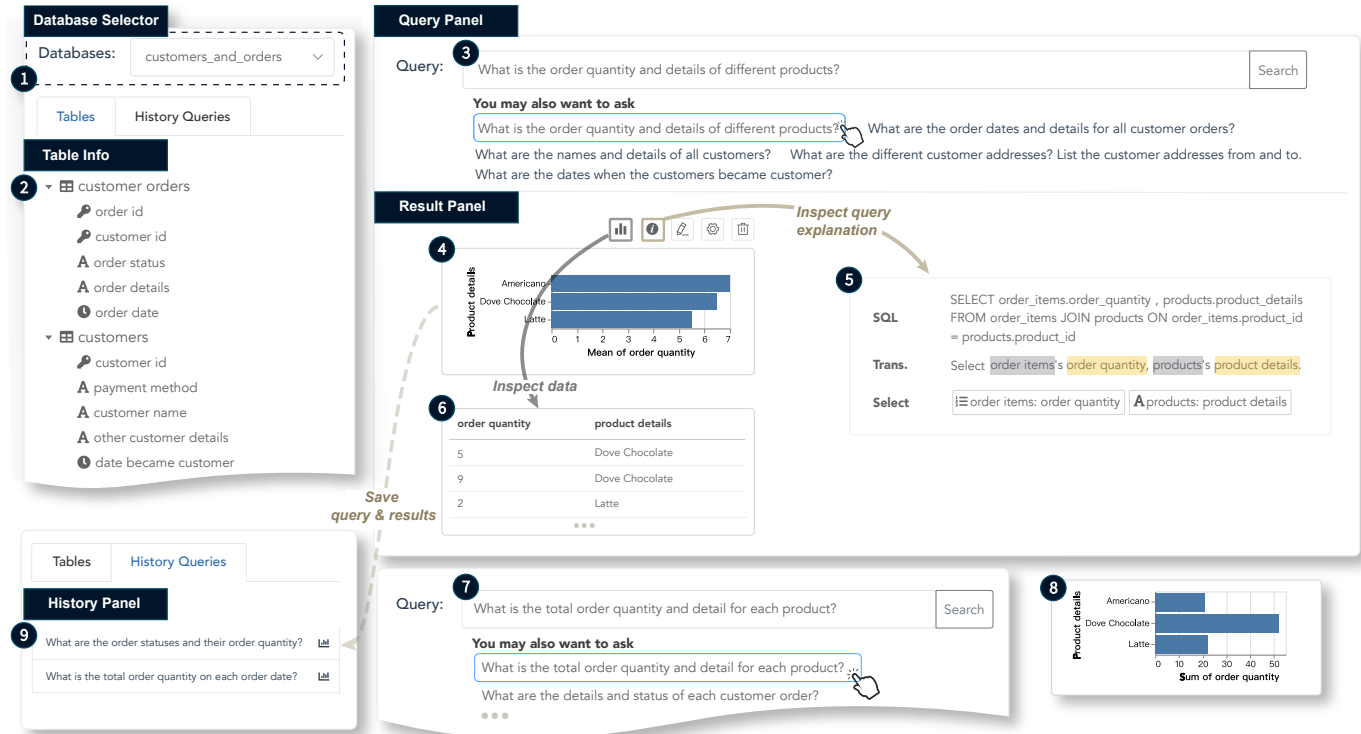 Database Selector
Databases:
customers_and_orders
1
Tables
History Queries
Table Info
2
customer orders
order id
customer id
A order status
A order details
order date
customers
customer id
A payment method
A customer name
A other customer details
date became customer
Query Panel
Query:
3
What is the order quantity and details of different products?
Search
You may also want to ask
What is the order quantity and details of different products?
What are the order dates and details for all customer orders?
What are the names and details of all customers?
What are the different customer addresses? List the customer addresses from and to.
What are the dates when the customers became customer?
Result Panel
Inspect query
explanation
4
Product details
Americano
Dove Chocolate
Latte
0 1 2 3 4 5 6 7
Mean of order quantity
5
SQL
SELECT order_items.order_quantity , products.product_details
FROM order_items JOIN products ON order_items.product_id
= products.product_id
Trans.
Select order items's order quantity, products's product details.
Select
order items: order quantity
A products: product details
Inspect data
6
order quantity product details
5 Dove Chocolate
9 Dove Chocolate
2 Latte
Save
query & results
Tables
History Queries
History Panel
9
What are the order statuses and their order quantity?
What is the total order quantity on each order date?
7
Query:
What is the total order quantity and detail for each product?
Search
You may also want to ask
What is the total order quantity and detail for each product?
What are the details and status of each customer order?
8
Product details
Americano
Dove Chocolate
Latte
0 10 20 30 40 50
Sum of order quantity